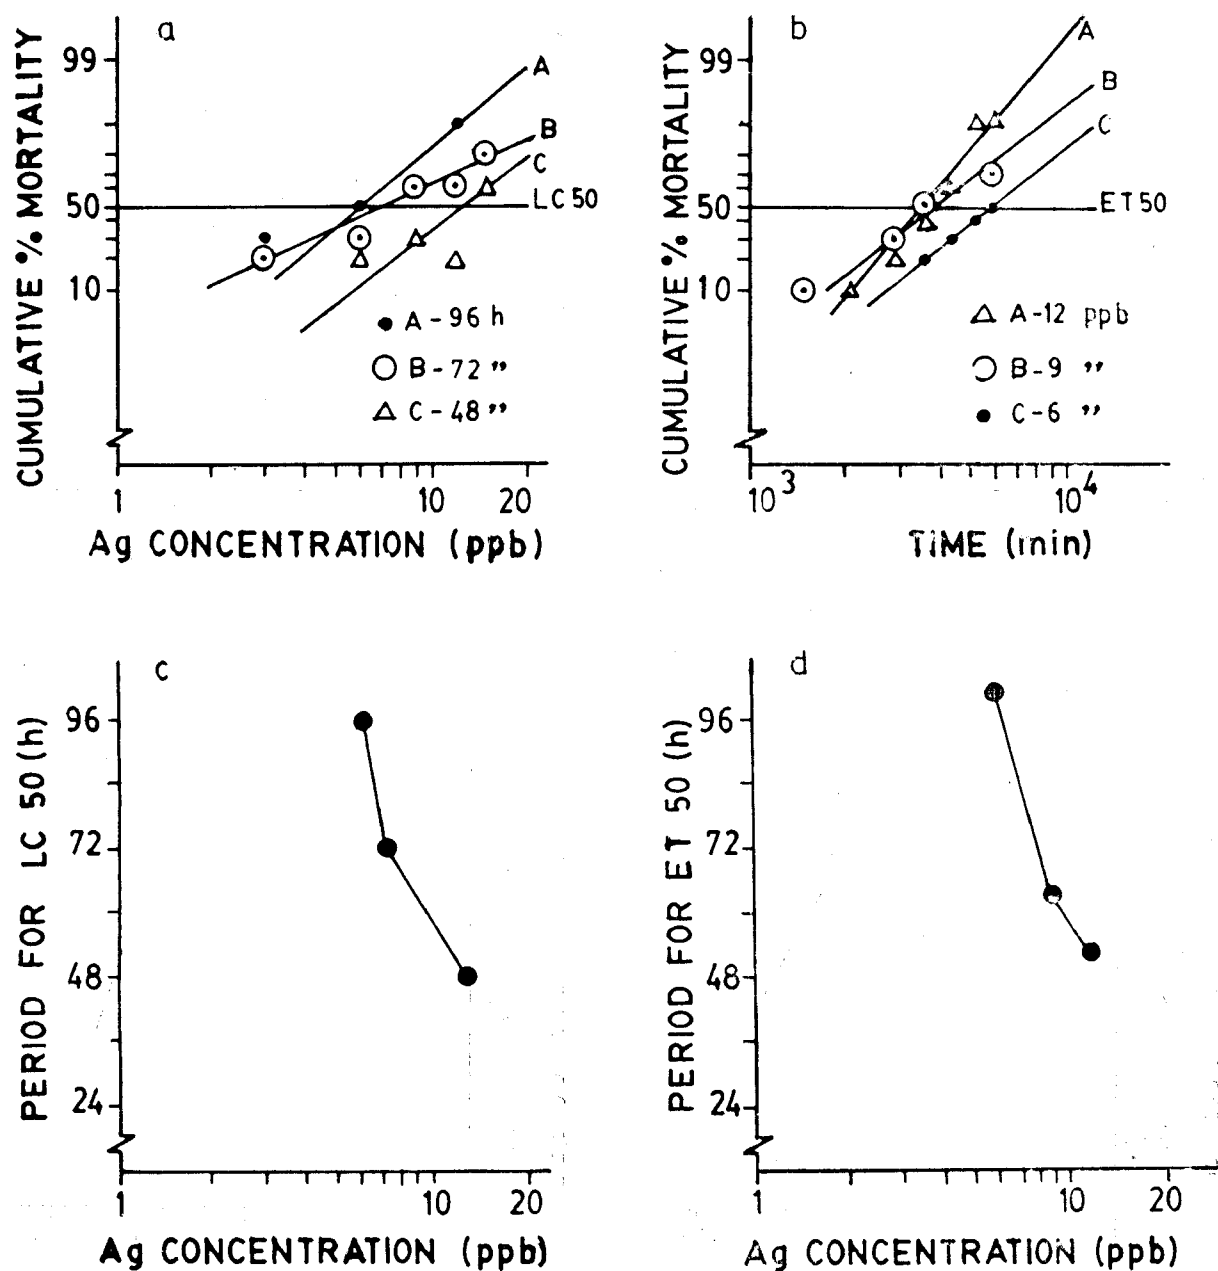 a
CUMULATIVE % MORTALITY
99
50
10
A
B
C
LC 50
A - 96 h
B - 72 "
C - 48 "
1
10
20
Ag CONCENTRATION (ppb)
b
CUMULATIVE % MORTALITY
99
50
10
A
B
C
ET 50
A - 12 ppb
B - 9 "
C - 6 "
10³
10⁴
TIME (min)
c
PERIOD FOR LC 50 (h)
96
72
48
24
1
10
20
Ag CONCENTRATION (ppb)
d
PERIOD FOR ET 50 (h)
96
72
48
24
1
10
20
Ag CONCENTRATION (ppb)